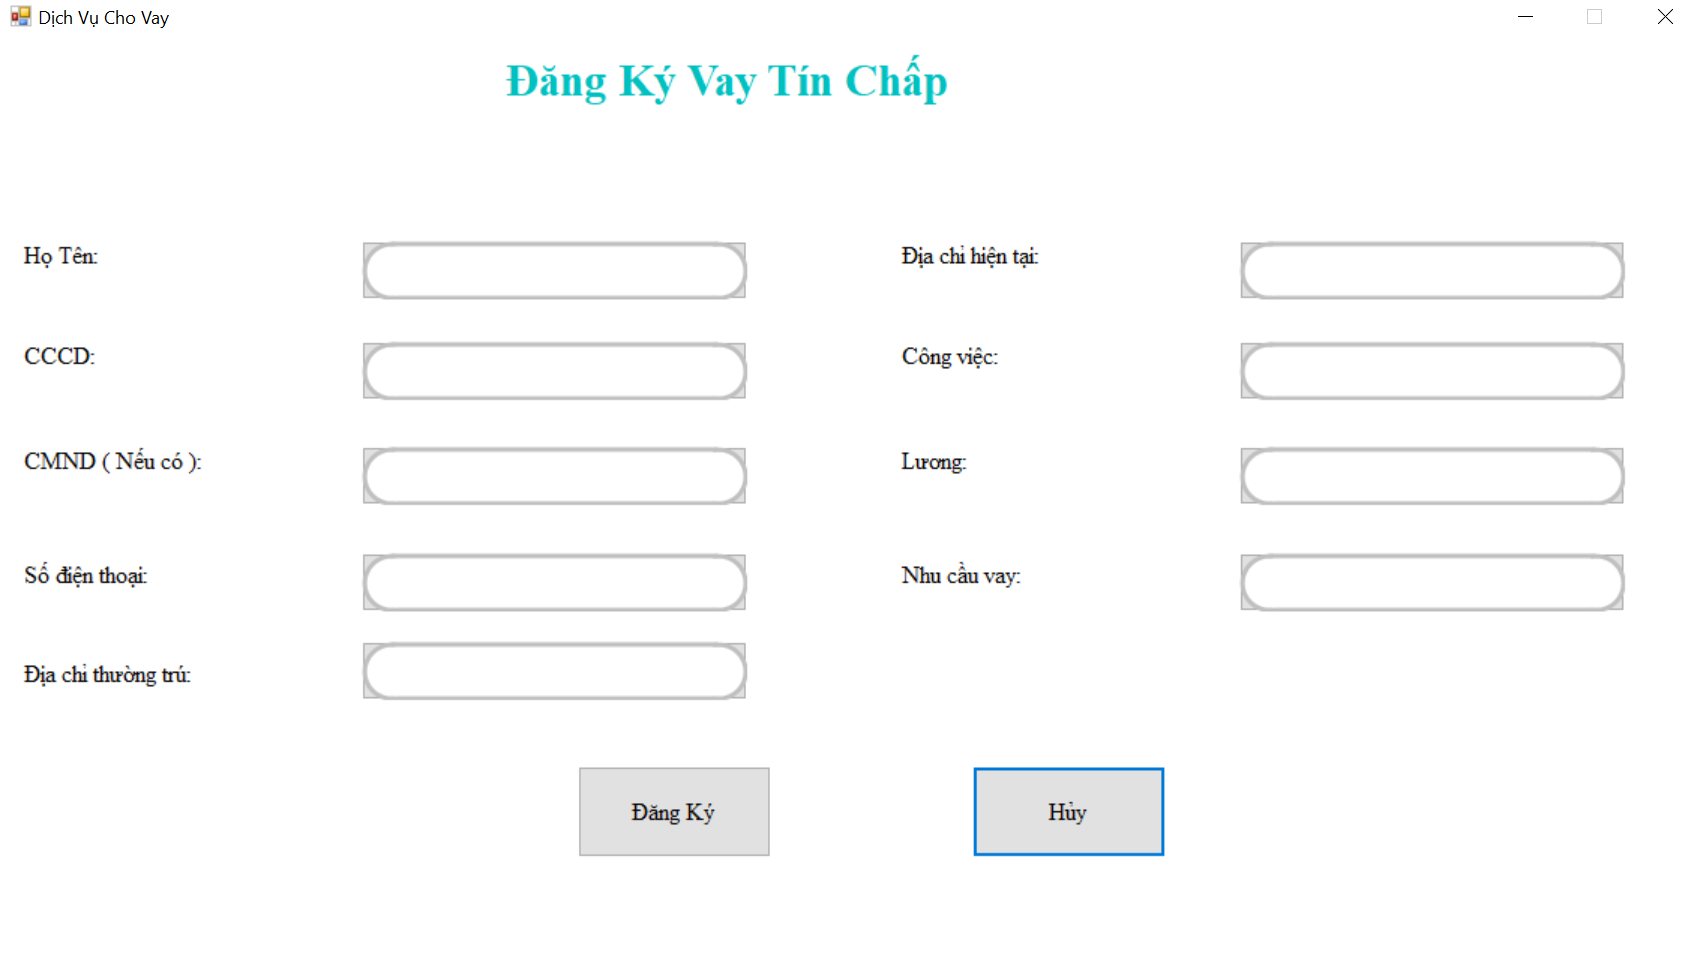 Dịch Vụ Cho Vay
Đăng Ký Vay Tín Chấp
Họ Tên:
CCCD:
CMND ( Nếu có ):
Số điện thoại:
Địa chỉ thường trú:
Địa chỉ hiện tại:
Công việc:
Lương:
Nhu cầu vay:
Đăng Ký
Hủy